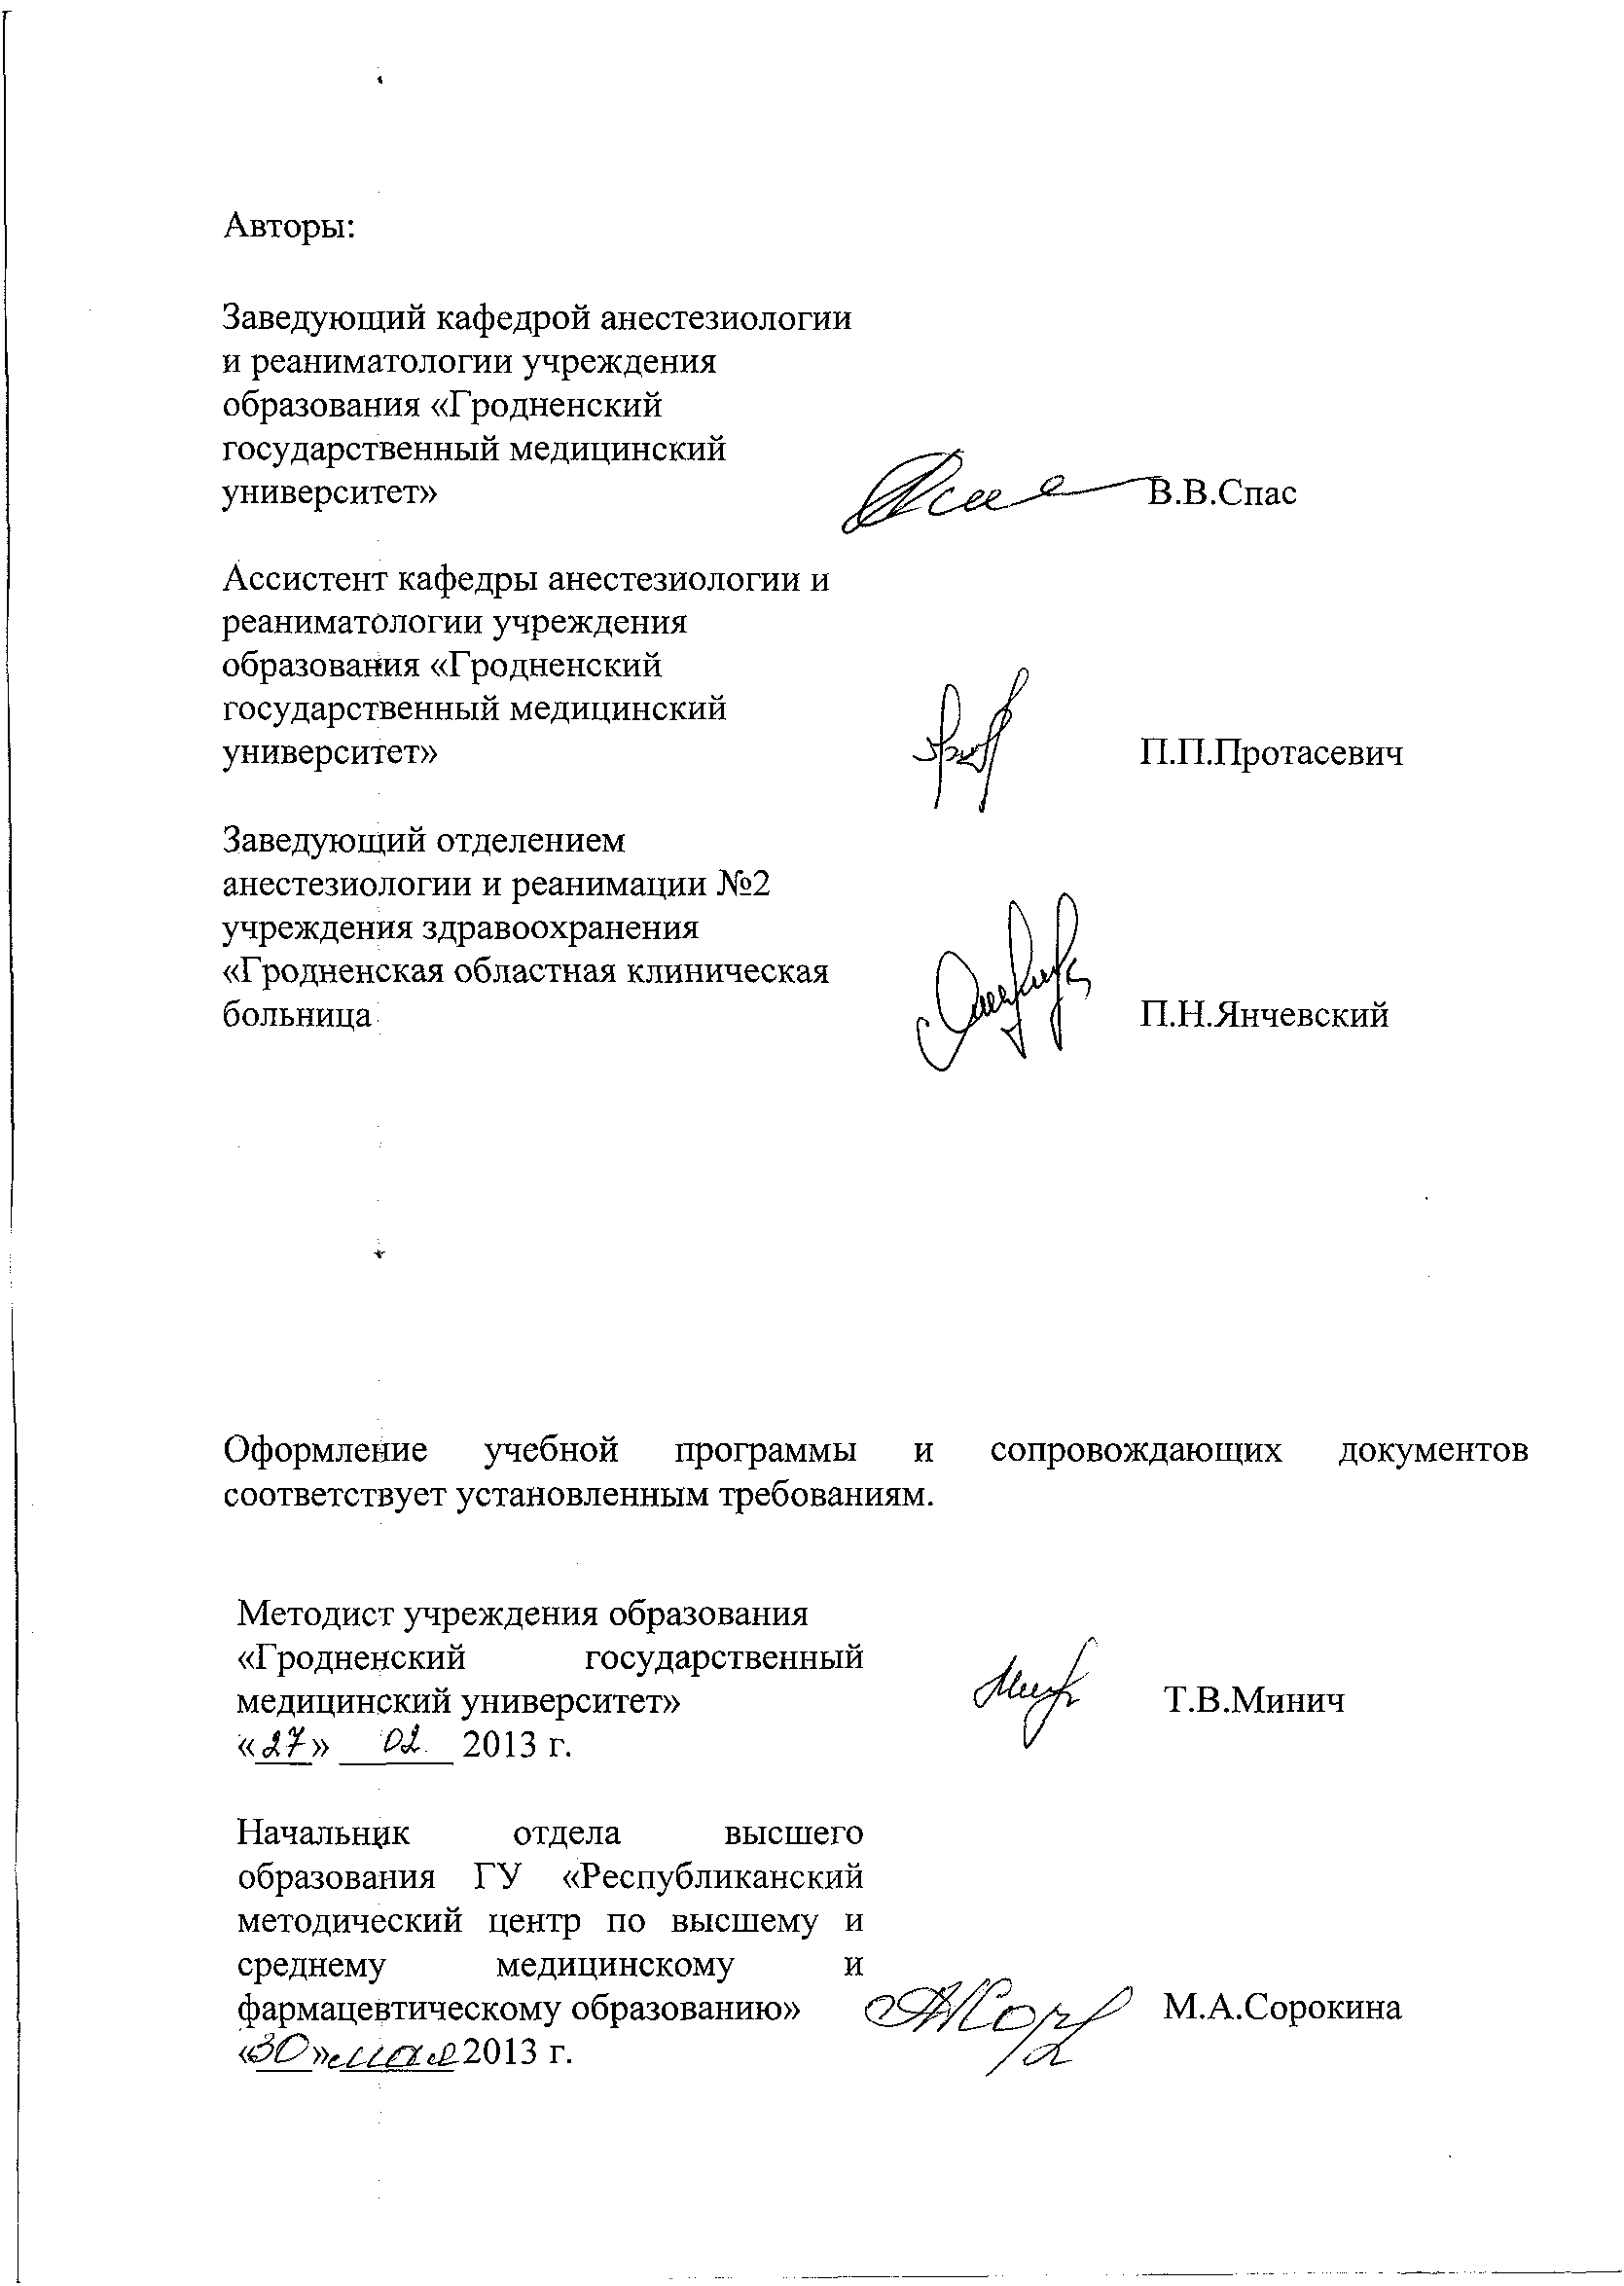 Авторы:
Заведующий кафедрой анестезиологии
и реаниматологии учреждения
образования «Гродненский
государственный медицинский
университет»
В.В.Спас
Ассистент кафедры анестезиологии и
реаниматологии учреждения
образования «Гродненский
государственный медицинский
университет»
П.П.Протасевич
Заведующий отделением
анестезиологии и реанимации №2
учреждения здравоохранения
«Гродненская областная клиническая
больница
П.Н.Янчевский
Оформление учебной программы и сопровождающих документов
соответствует установленным требованиям.
Методист учреждения образования
«Гродненский государственный
медицинский университет»
Т.В.Минич
«27» 02 2013 г.
Начальник отдела высшего
образования ГУ «Республиканский
методический центр по высшему и
среднему медицинскому и
фармацевтическому образованию»
М.А.Сорокина
«30» мая 2013 г.